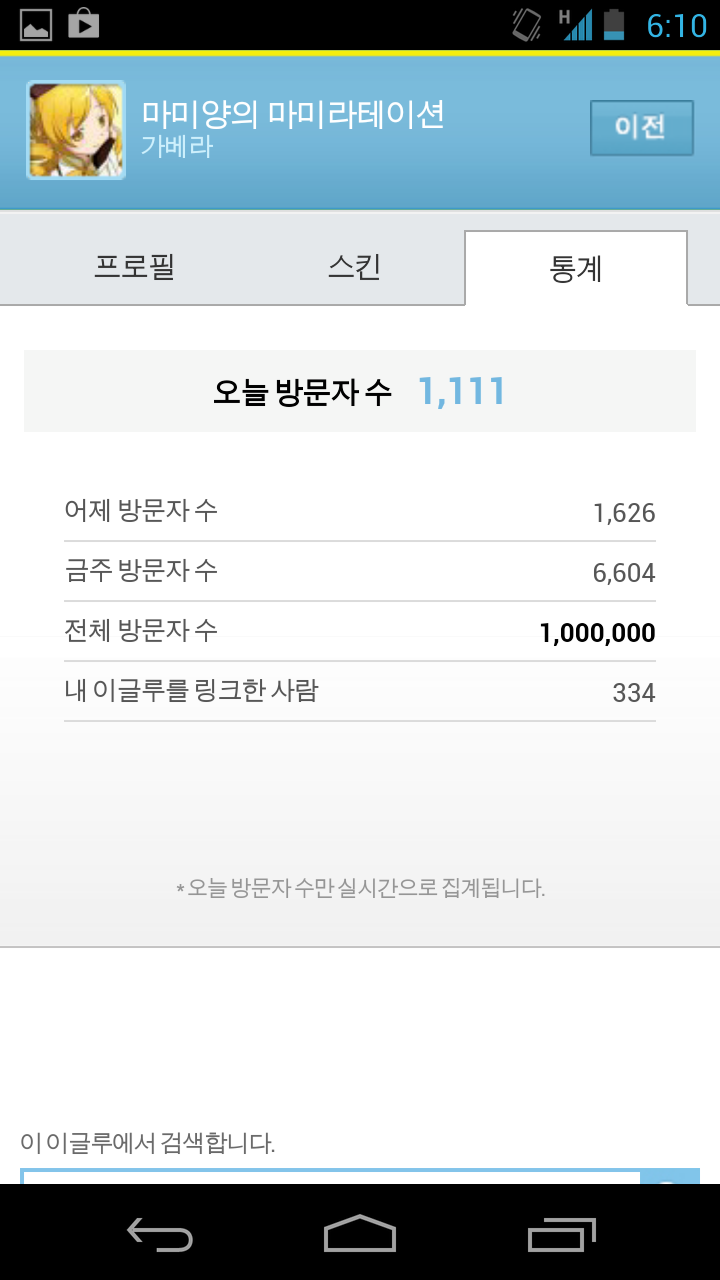 H 6:10
마미양의 마미라테이션
가베라
이전
프로필 스킨 통계
오늘 방문자 수 1,111
어제 방문자 수 1,626
금주 방문자 수 6,604
전체 방문자 수 1,000,000
내 이글루를 링크한 사람 334
* 오늘 방문자 수만 실시간으로 집계됩니다.
이 이글루에서 검색합니다.